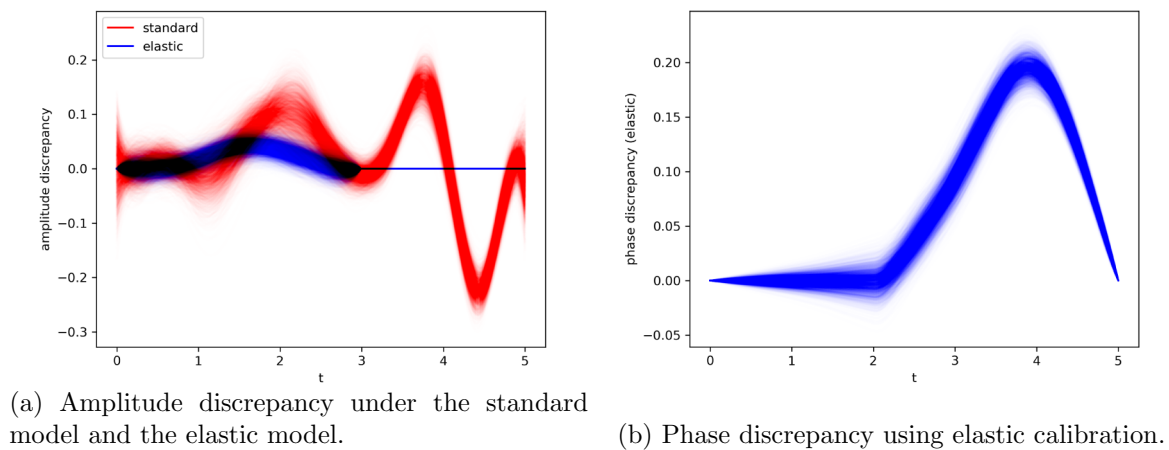 standard
elastic
amplitude discrepancy
0.2
0.1
0.0
−0.1
−0.2
−0.3
0 1 2 3 4 5
t
phase discrepancy (elastic)
0.20
0.15
0.10
0.05
0.00
−0.05
0 1 2 3 4 5
t
(a) Amplitude discrepancy under the standard
model and the elastic model.
(b) Phase discrepancy using elastic calibration.